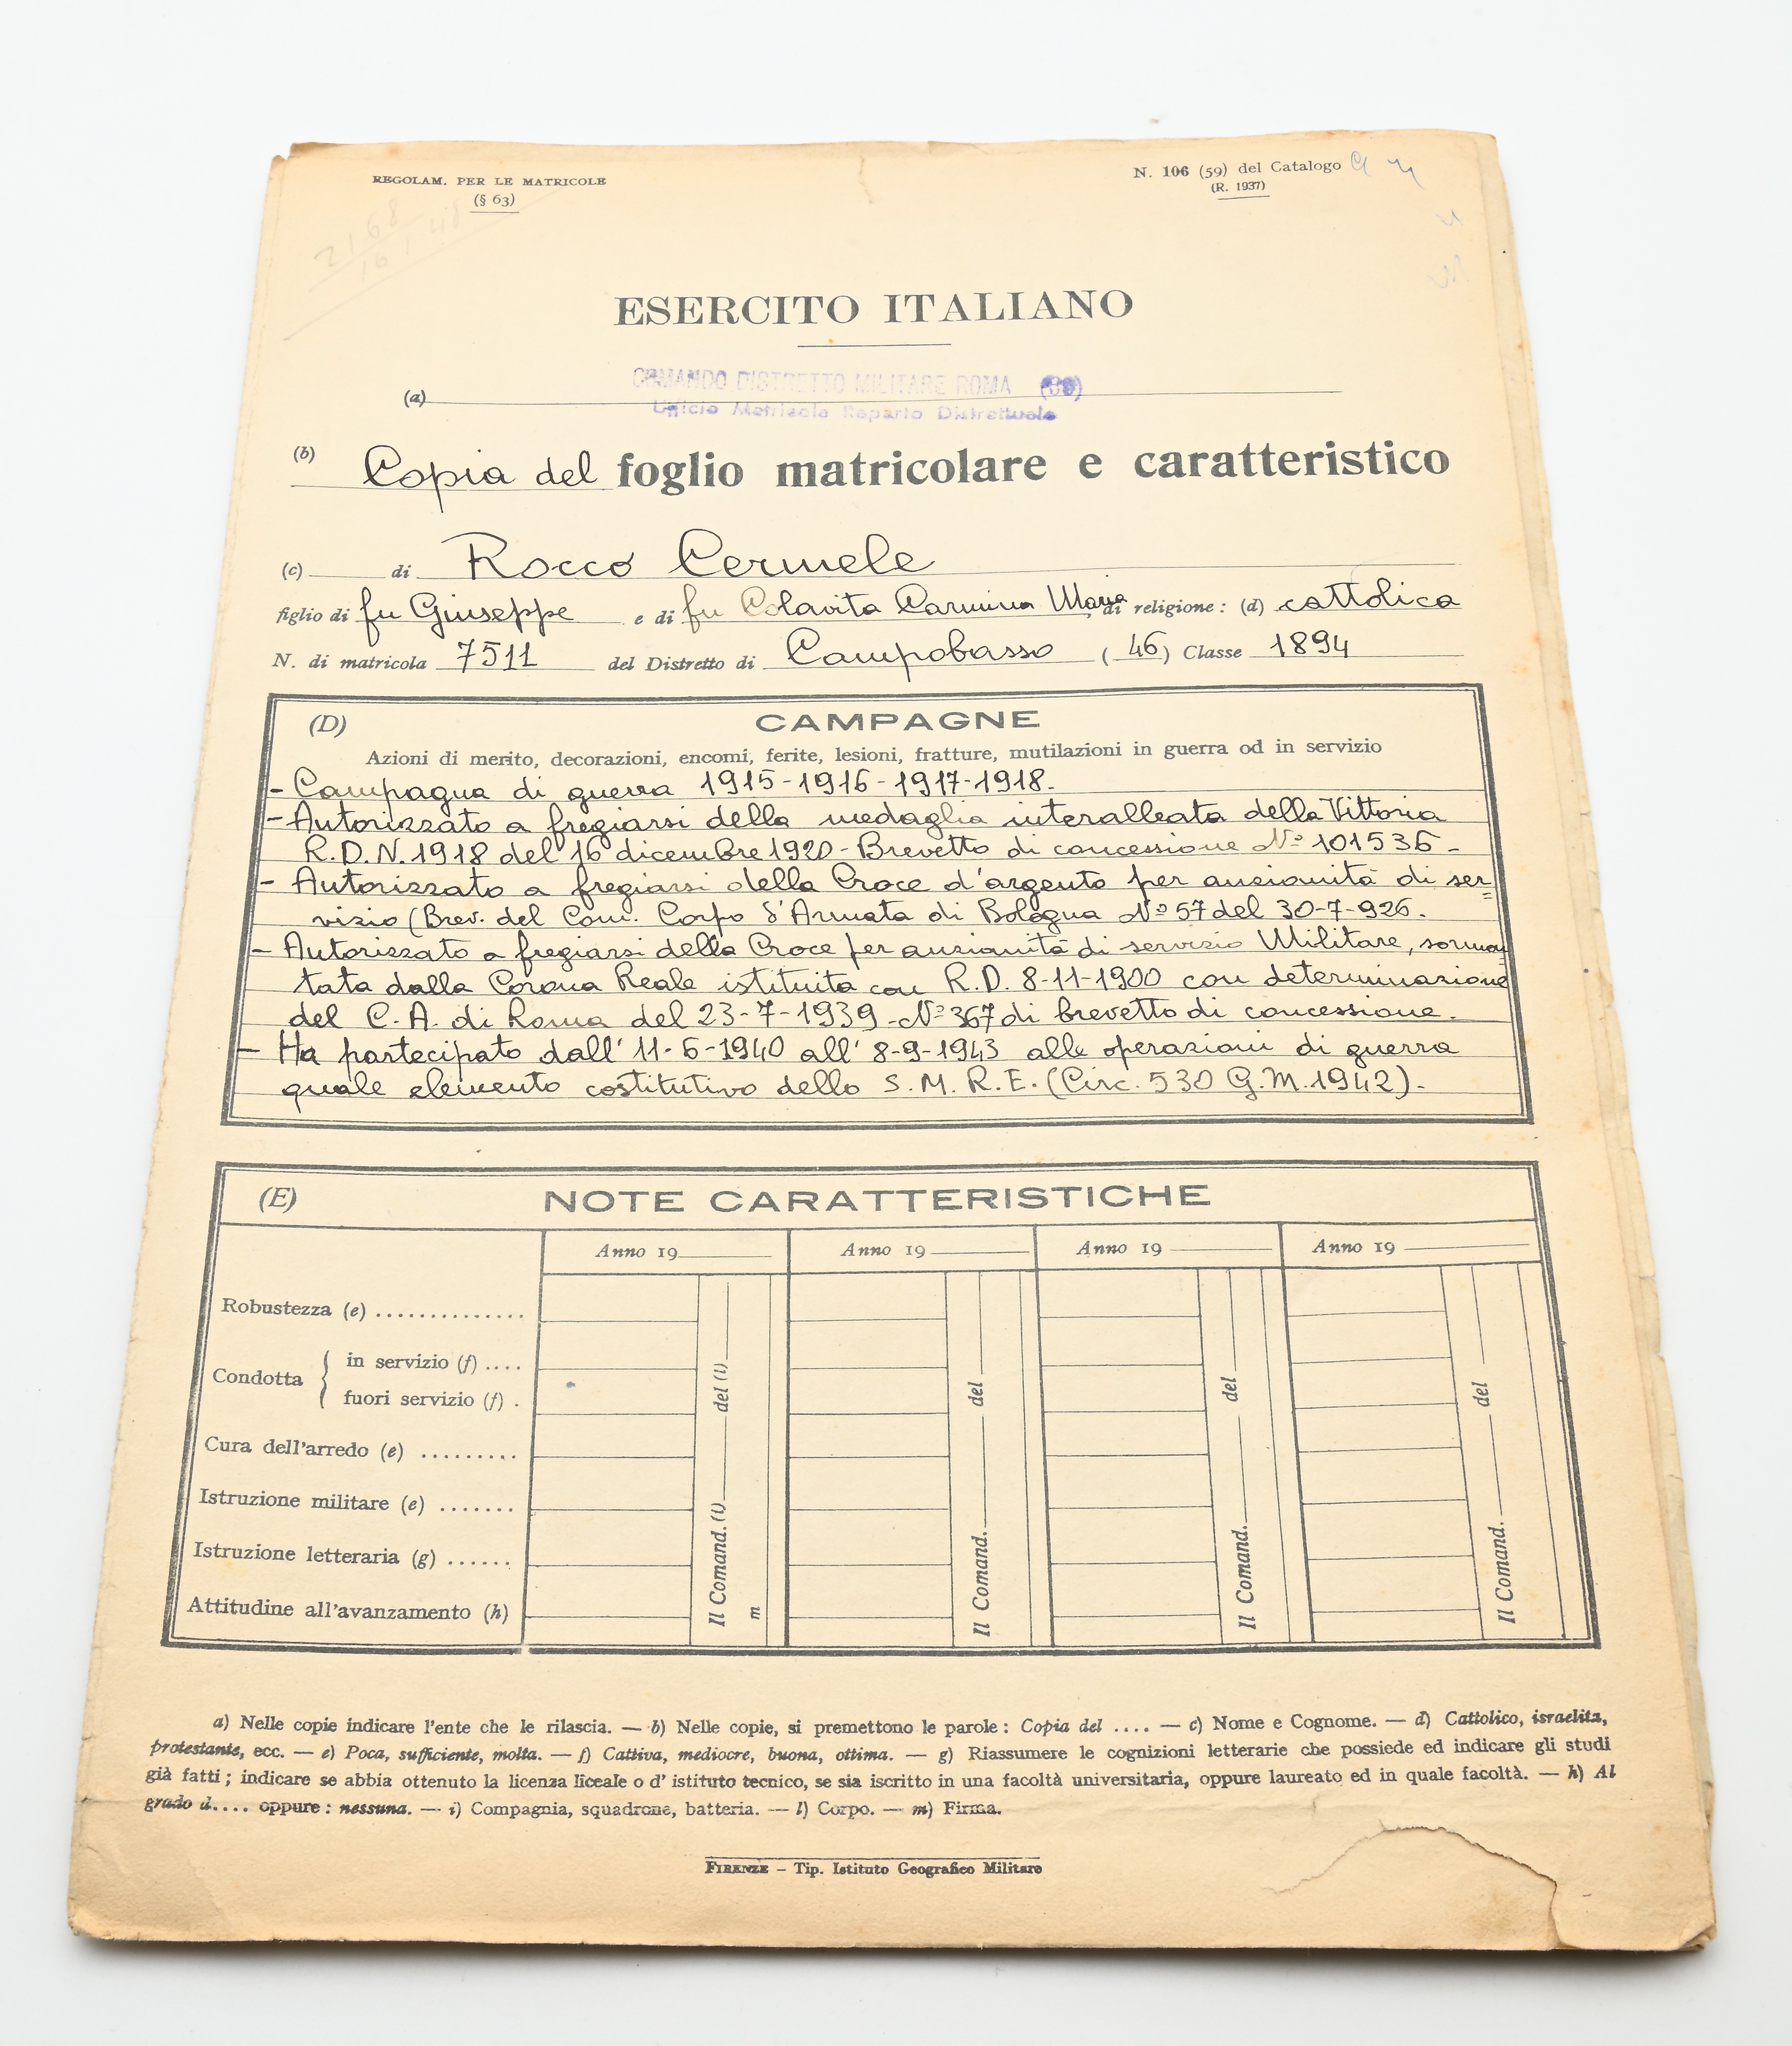 REGOLAM. PER LE MATRICOLE
(§ 63)
N. 106 (59) del Catalogo
(R. 1937)
ESERCITO ITALIANO
(a) COMANDO DISTRETTO MILITARE ROMA
Ufficio Matricola Reparto Distrettuale
(b) Copia del foglio matricolare e caratteristico
(c) di Rocco Cermele
figlio di fu Giuseppe e di fu Colavita Carmina Maria di religione: (d) cattolica
N. di matricola 7511 del Distretto di Campobasso (46) Classe 1894
(D) CAMPAGNE
Azioni di merito, decorazioni, encomi, ferite, lesioni, fratture, mutilazioni in guerra od in servizio
- Campagna di guerra 1915-1916-1917-1918.
- Autorizzato a fregiarsi della medaglia interalleata della Vittoria
R.D.N. 1918 del 16 dicembre 1920 - Brevetto di concessione N° 101536 -
- Autorizzato a fregiarsi della Croce d'argento per anzianità di ser=
vizio (Brev. del Com. Corpo d'Armata di Bologna N° 57 del 30-7-926.
- Autorizzato a fregiarsi della Croce per anzianità di servizio Militare, sormon=
tata dalla Corona Reale istituita con R.D. 8-11-1900 con determinazione
del C.A. di Roma del 23-7-1939 - N° 367 di brevetto di concessione.
- Ha partecipato dall' 11-6-1940 all' 8-9-1943 alle operazioni di guerra
quale elemento costitutivo dello S.M.R.E. (Circ. 530 G.M. 1942).
(E) NOTE CARATTERISTICHE
Anno 19 Anno 19 Anno 19 Anno 19
Robustezza (e) ..............
Condotta { in servizio (f) ....
fuori servizio (f) .
Cura dell'arredo (e) .........
Istruzione militare (e) .......
Istruzione letteraria (g) ......
Attitudine all'avanzamento (h)
Il Comand. (i) del (l)
m
Il Comand. del
Il Comand. del
Il Comand. del
a) Nelle copie indicare l'ente che le rilascia. — b) Nelle copie, si premettono le parole: Copia del .... — c) Nome e Cognome. — d) Cattolico, israelita,
protestante, ecc. — e) Poca, sufficiente, molta. — f) Cattiva, mediocre, buona, ottima. — g) Riassumere le cognizioni letterarie che possiede ed indicare gli studi
già fatti; indicare se abbia ottenuto la licenza liceale o d' istituto tecnico, se sia iscritto in una facoltà universitaria, oppure laureato ed in quale facoltà. — h) Al
grado d.... oppure: nessuna. — i) Compagnia, squadrone, batteria. — l) Corpo. — m) Firma.
FIRENZE - Tip. Istituto Geografico Militare